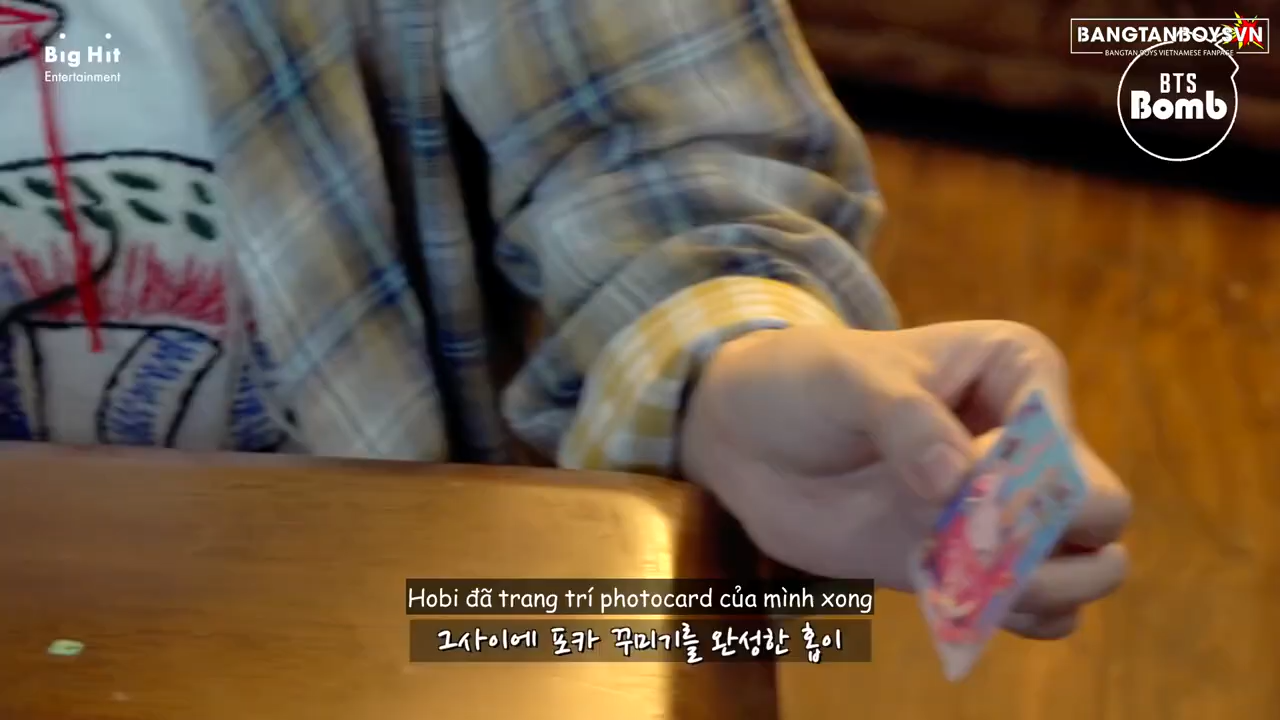 Big Hit
Entertainment
BANGTANBOYSVN
BANGTAN BOYS VIETNAMESE FANPAGE
BTS
Bomb
Hobi đã trang trí photocard của mình xong
그사이에 포카 꾸미기를 완성한 홉이